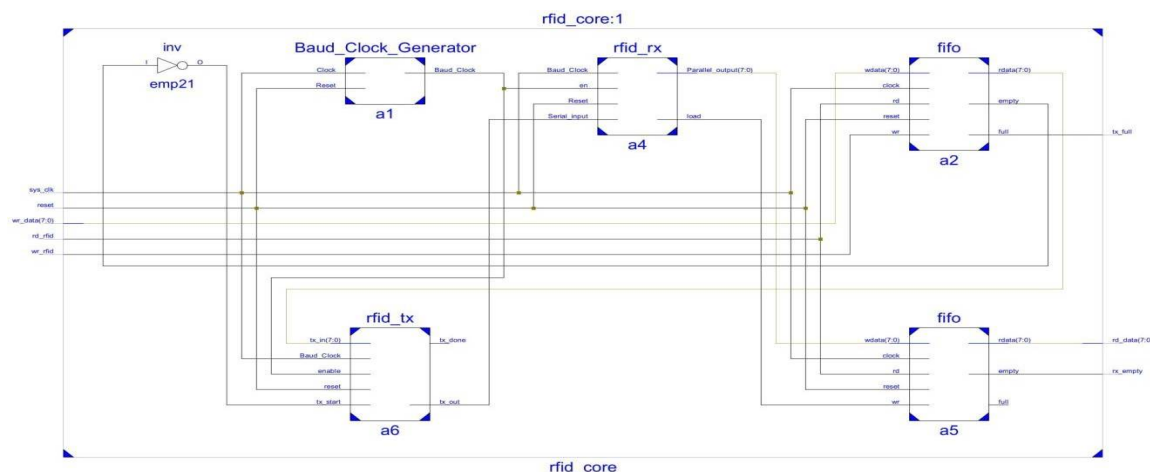 rfid_core:1
inv
I
O
emp21
Baud_Clock_Generator
Clock
Baud_Clock
Reset
a1
rfid_rx
Baud_Clock
Parallel_output(7:0)
en
Reset
Serial_input
load
a4
fifo
wdata(7:0)
rdata(7:0)
clock
rd
empty
reset
wr
full
a2
tx_full
sys_clk
reset
wr_data(7:0)
rd_rfid
wr_rfid
rfid_tx
tx_in(7:0)
tx_done
Baud_Clock
enable
reset
tx_start
tx_out
a6
fifo
wdata(7:0)
rdata(7:0)
clock
rd
empty
reset
wr
full
a5
rd_data(7:0
rx_empty
rfid_core